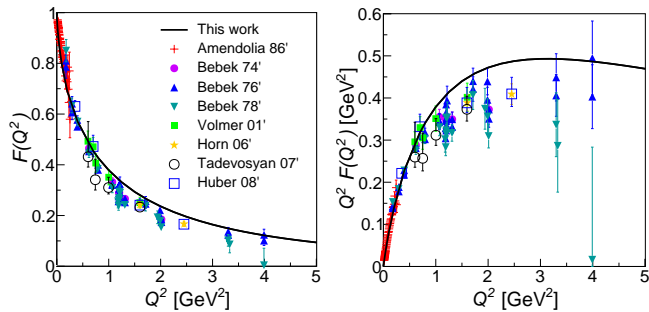 1
0.8
0.6
0.4
0.2
0
F(Q²)
This work
Amendolia 86'
Bebek 74'
Bebek 76'
Bebek 78'
Volmer 01'
Horn 06'
Tadevosyan 07'
Huber 08'
0 1 2 3 4 5
Q² [GeV²]
0.6
0.5
0.4
0.3
0.2
0.1
0
Q² F(Q²) [GeV²]
0 1 2 3 4 5
Q² [GeV²]